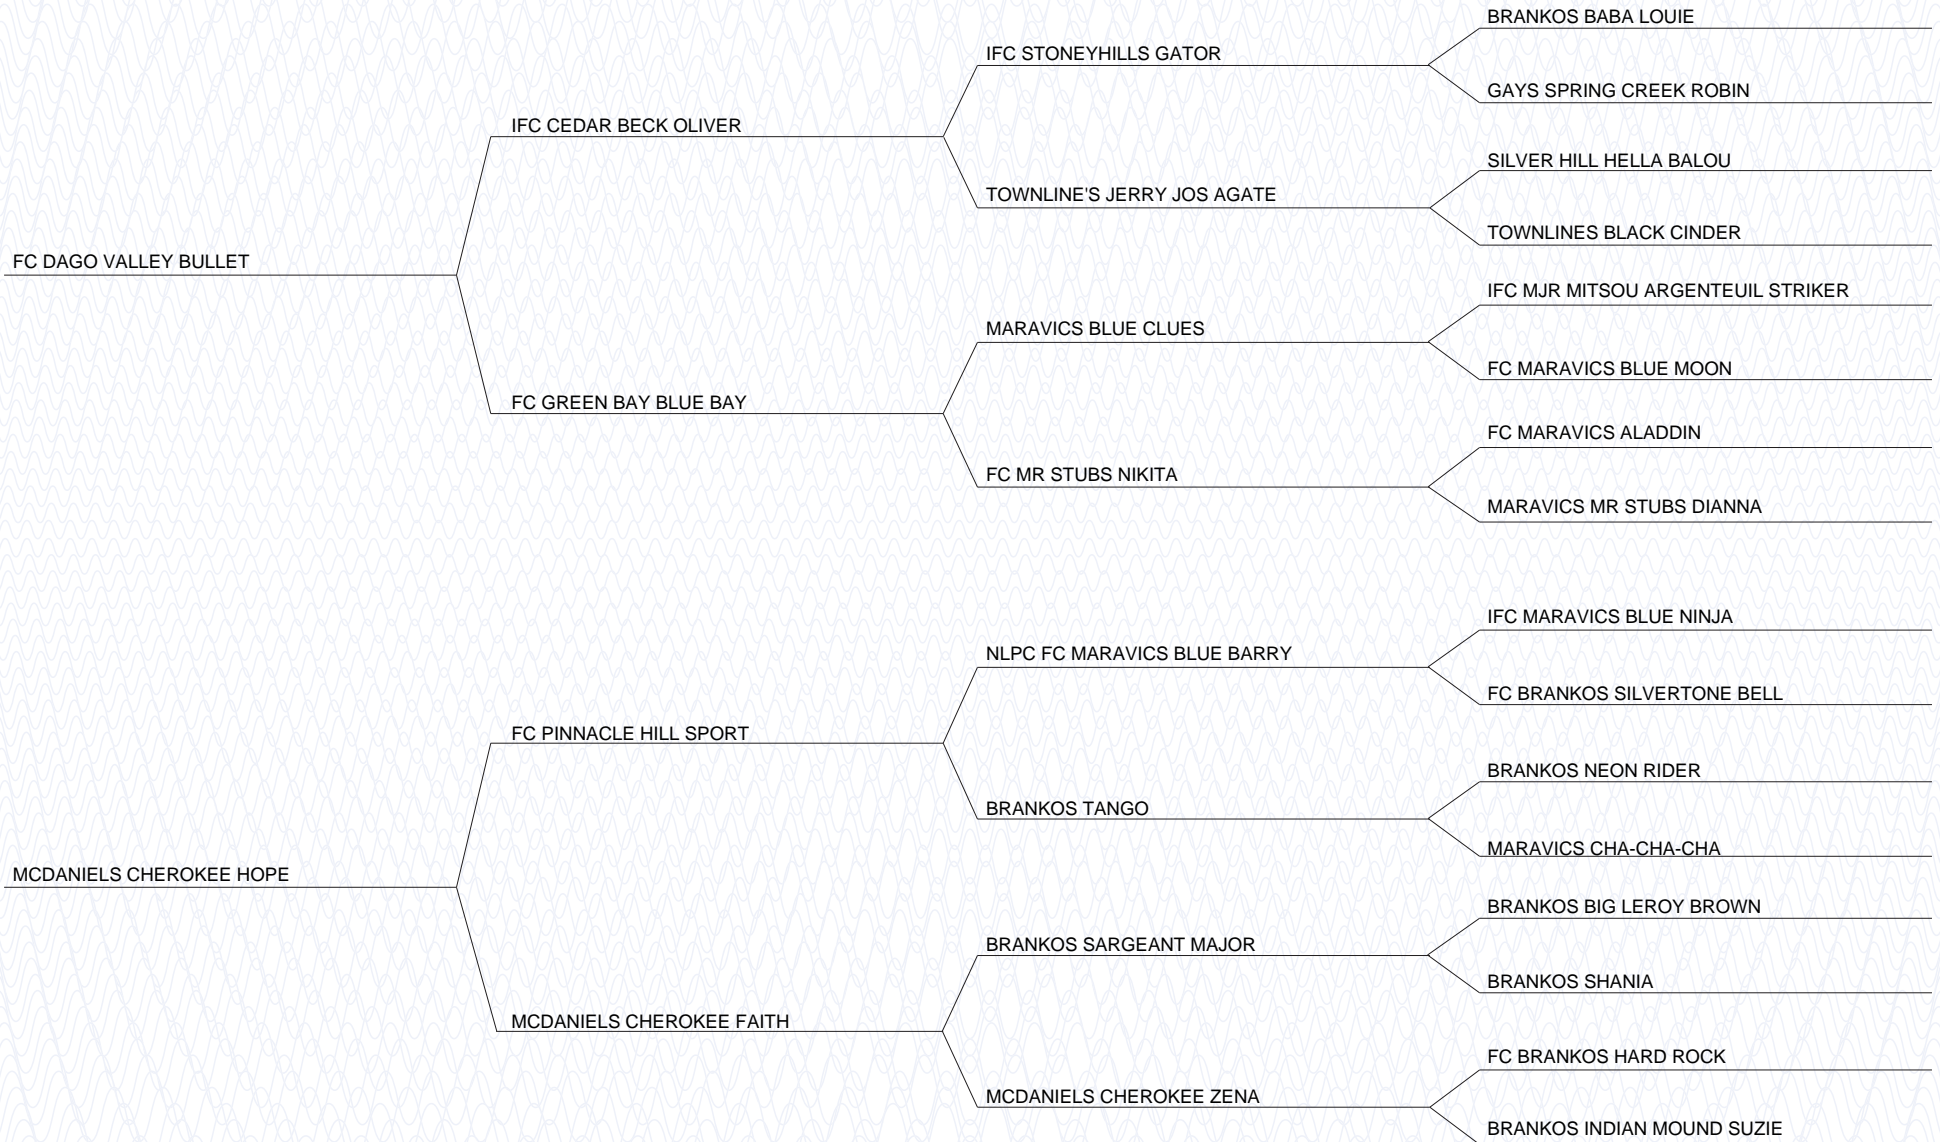 BRANKOS BABA LOUIE
IFC STONEYHILLS GATOR
GAYS SPRING CREEK ROBIN
IFC CEDAR BECK OLIVER
SILVER HILL HELLA BALOU
TOWNLINE'S JERRY JOS AGATE
TOWNLINES BLACK CINDER
FC DAGO VALLEY BULLET
IFC MJR MITSOU ARGENTEUIL STRIKER
MARAVICS BLUE CLUES
FC MARAVICS BLUE MOON
FC GREEN BAY BLUE BAY
FC MARAVICS ALADDIN
FC MR STUBS NIKITA
MARAVICS MR STUBS DIANNA
IFC MARAVICS BLUE NINJA
NLPC FC MARAVICS BLUE BARRY
FC BRANKOS SILVERTONE BELL
FC PINNACLE HILL SPORT
BRANKOS NEON RIDER
BRANKOS TANGO
MARAVICS CHA-CHA-CHA
MCDANIELS CHEROKEE HOPE
BRANKOS BIG LEROY BROWN
BRANKOS SARGEANT MAJOR
BRANKOS SHANIA
MCDANIELS CHEROKEE FAITH
FC BRANKOS HARD ROCK
MCDANIELS CHEROKEE ZENA
BRANKOS INDIAN MOUND SUZIE